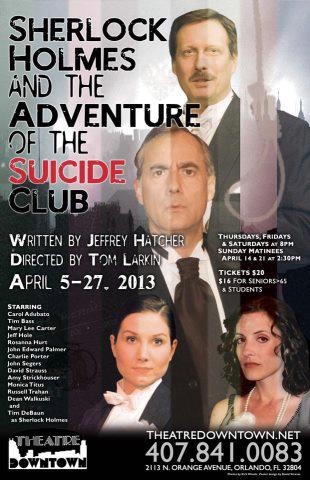 SHERLOCK
HOLMES
AND THE
ADVENTURE
OF THE
SUICIDE
CLUB
WRITTEN BY JEFFREY HATCHER
DIRECTED BY TOM LARKIN
APRIL 5-27, 2013
THURSDAYS, FRIDAYS
& SATURDAYS AT 8PM
SUNDAY MATINEES
APRIL 14 & 21 AT 2:30PM
TICKETS $20
$16 FOR SENIORS>65
& STUDENTS
STARRING
Carol Adubato
Tim Bass
Mary Lee Carter
Jeff Hole
Rosanna Hurt
John Edward Palmer
Charlie Porter
John Segers
David Strauss
Amy Strickhouser
Monica Titus
Russell Trahan
Dean Walkuski
and
Tim DeBaun
as Sherlock Holmes
THEATRE
DOWNTOWN
THEATREDOWNTOWN.NET
407.841.0083
2113 N. ORANGE AVENUE, ORLANDO, FL 32804